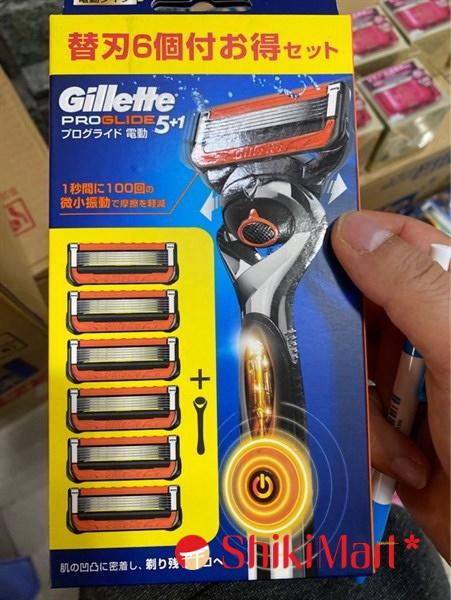 替刃6個付お得セット
Gillette
PROGLIDE 5+1
プログライド 電動
Gillette
1秒間に100回の
微小振動で摩擦を軽減
+
肌の凹凸に密着し、剃り残
へ
ShikiMart*